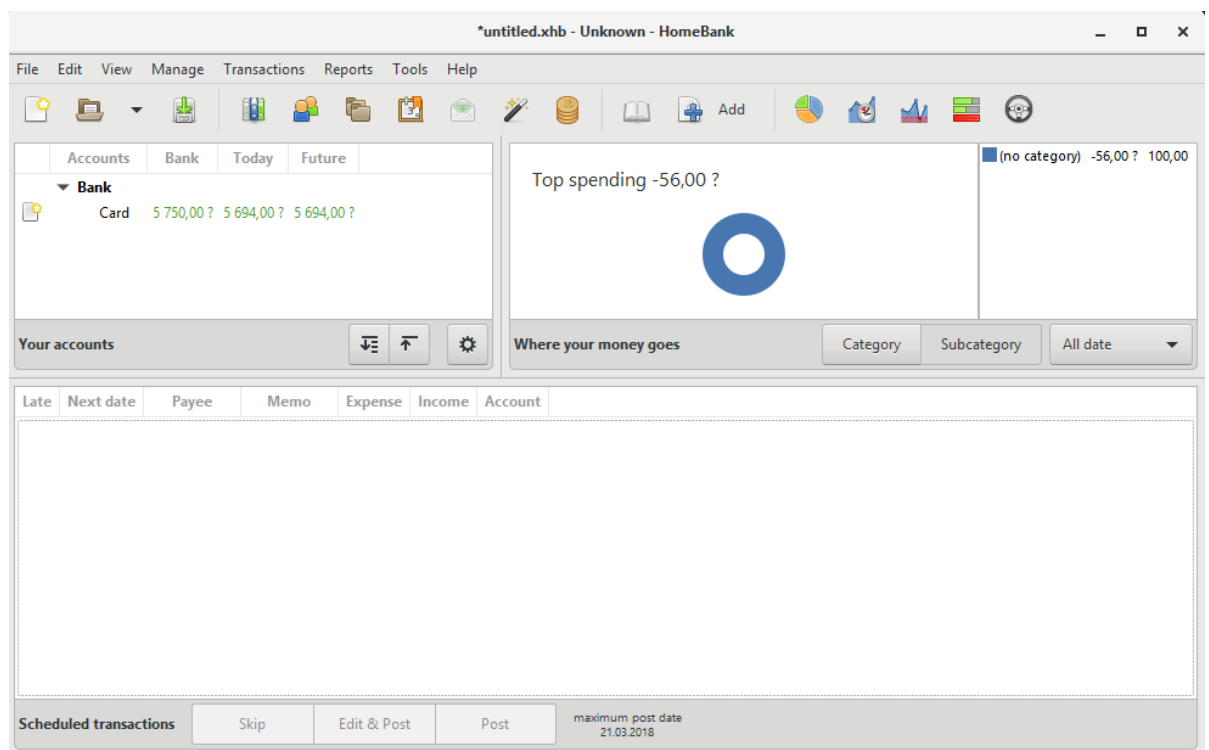 *untitled.xhb - Unknown - HomeBank
File Edit View Manage Transactions Reports Tools Help
Add
Accounts Bank Today Future
Bank
Card 5 750,00 ? 5 694,00 ? 5 694,00 ?
Your accounts
Top spending -56,00 ?
(no category) -56,00 ? 100,00
Where your money goes Category Subcategory All date
Late Next date Payee Memo Expense Income Account
Scheduled transactions Skip Edit & Post Post
maximum post date
21.03.2018